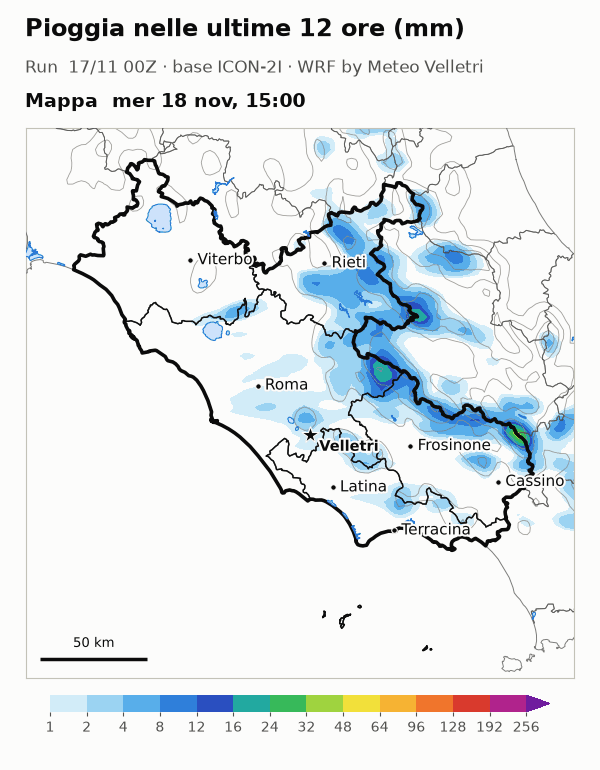 Pioggia nelle ultime 12 ore (mm)
Run  17/11 00Z · base ICON-2I · WRF by Meteo Velletri
Mappa  mer 18 nov, 15:00
Viterbo
Rieti
Roma
Velletri
Frosinone
Latina
Cassino
Terracina
50 km
1 2 4 8 12 16 24 32 48 64 96 128 192 256